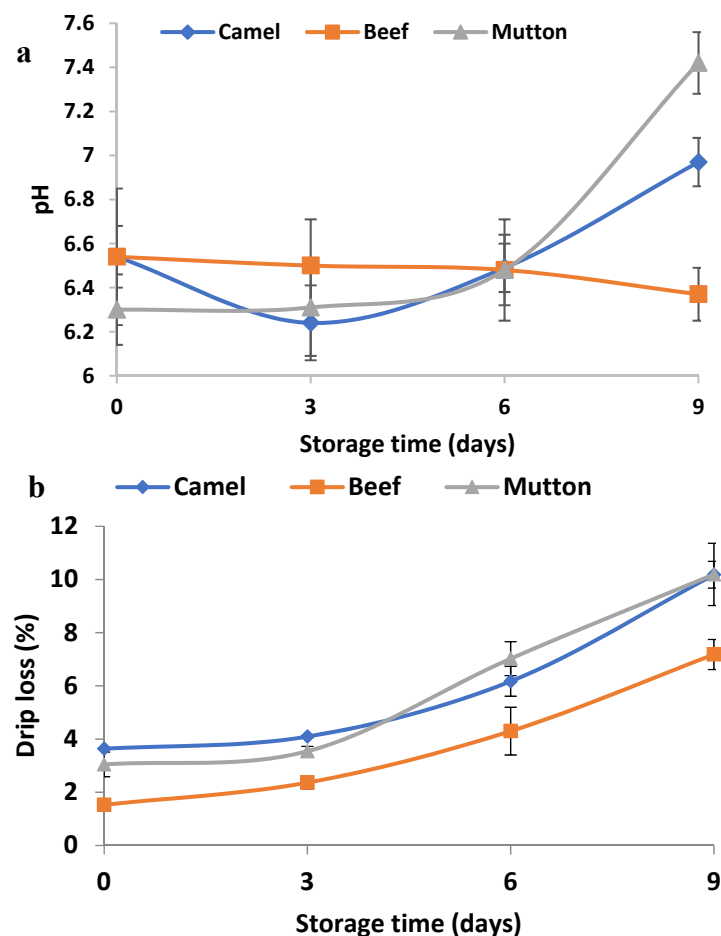 a
Camel Beef Mutton
7.6
7.4
7.2
7
6.8
6.6
6.4
6.2
6
pH
0 3 6 9
Storage time (days)
b
Camel Beef Mutton
12
10
8
6
4
2
0
Drip loss (%)
0 3 6 9
Storage time (days)